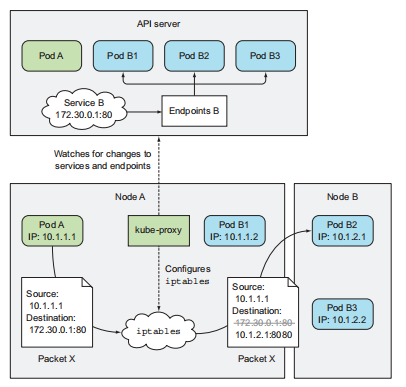 API server
Pod A
Pod B1
Pod B2
Pod B3
Service B
172.30.0.1:80
Endpoints B
Watches for changes to
services and endpoints
Node A
Node B
Pod A
IP: 10.1.1.1
kube-proxy
Pod B1
IP: 10.1.1.2
Pod B2
IP: 10.1.2.1
Configures
iptables
Source:
10.1.1.1
Destination:
172.30.0.1:80
Packet X
iptables
Source:
10.1.1.1
Destination:
172.30.0.1:80
10.1.2.1:8080
Packet X
Pod B3
IP: 10.1.2.2